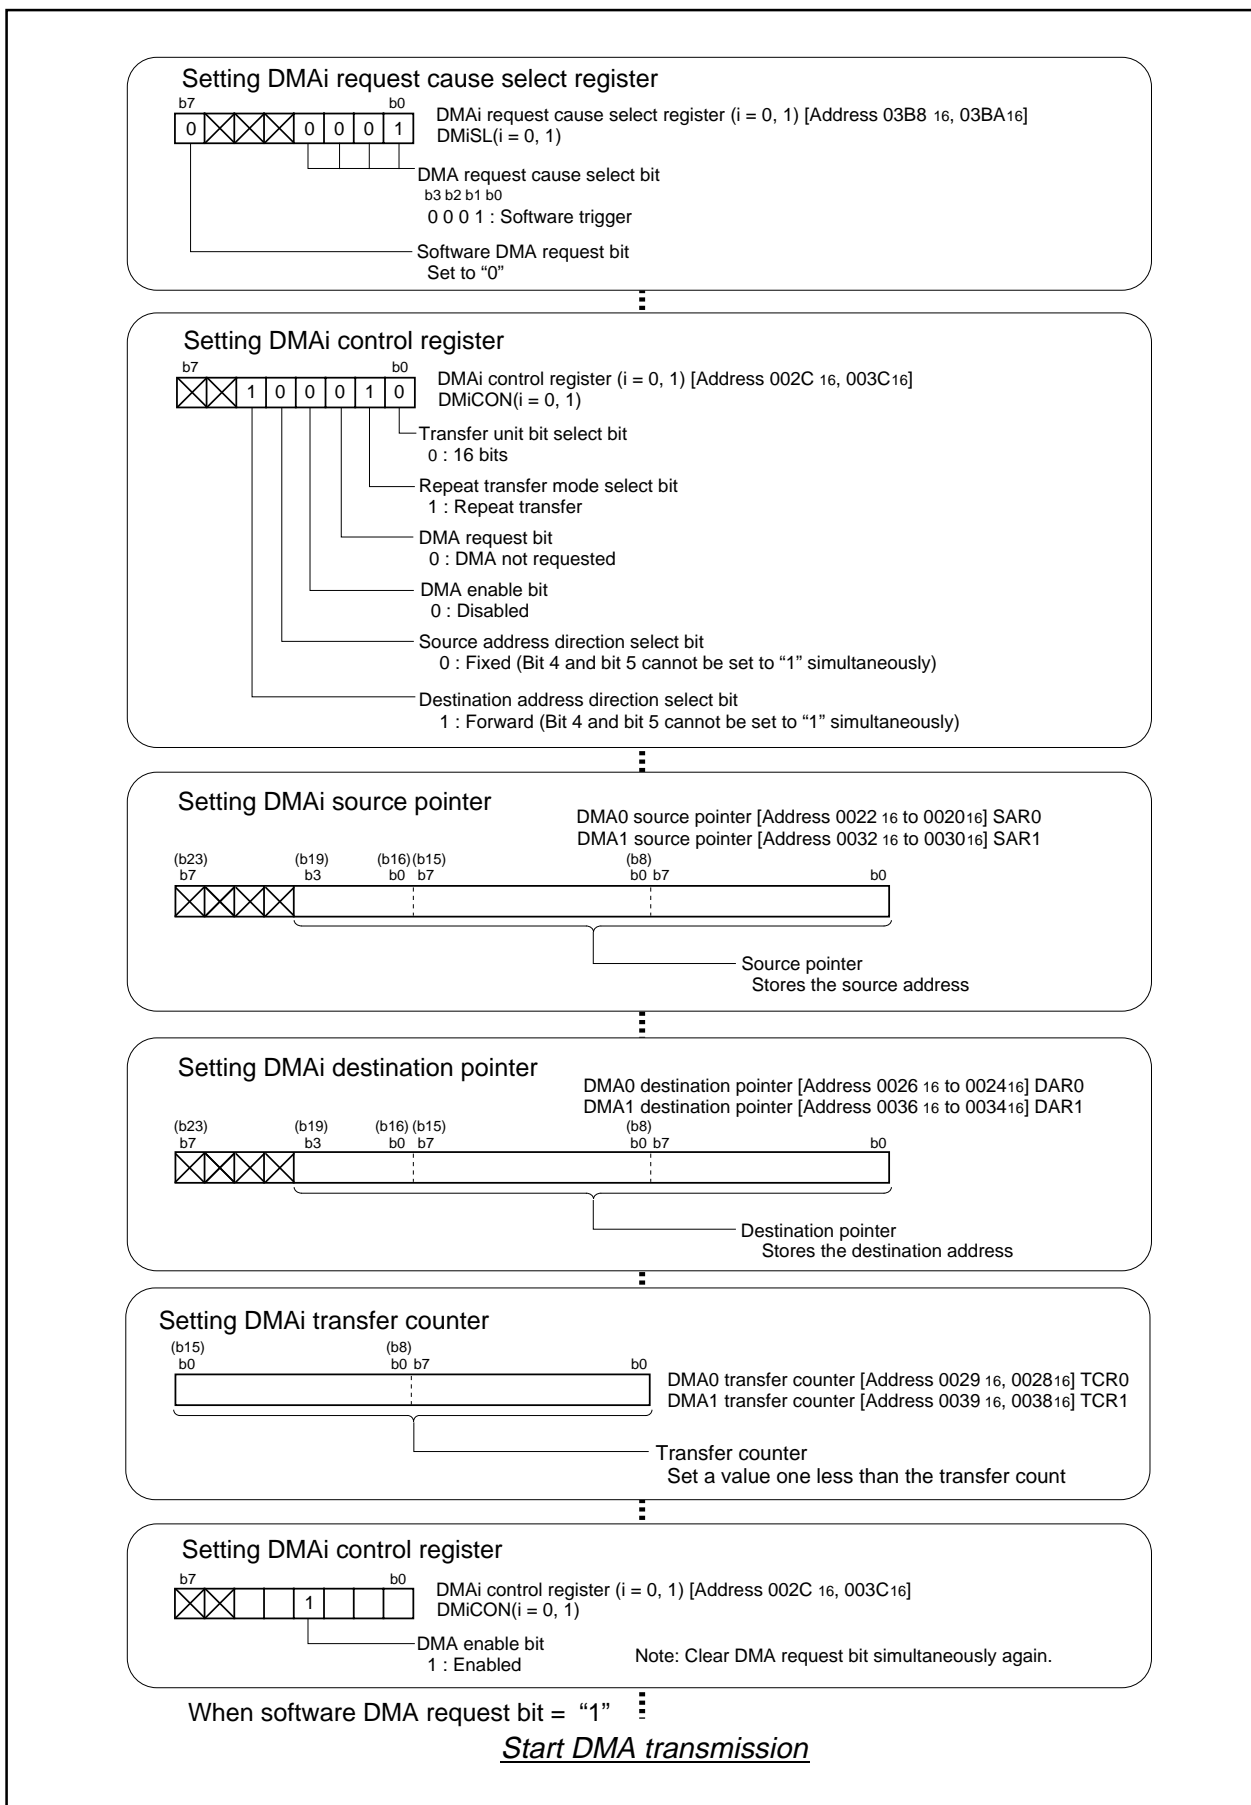 Setting DMAi request cause select register
b7 b0
0 0 0 0 1
DMAi request cause select register (i = 0, 1) [Address 03B8 16, 03BA16]
DMiSL(i = 0, 1)
DMA request cause select bit
b3 b2 b1 b0
0 0 0 1 : Software trigger
Software DMA request bit
Set to “0”
Setting DMAi control register
b7 b0
1 0 0 0 1 0
DMAi control register (i = 0, 1) [Address 002C 16, 003C16]
DMiCON(i = 0, 1)
Transfer unit bit select bit
0 : 16 bits
Repeat transfer mode select bit
1 : Repeat transfer
DMA request bit
0 : DMA not requested
DMA enable bit
0 : Disabled
Source address direction select bit
0 : Fixed (Bit 4 and bit 5 cannot be set to “1” simultaneously)
Destination address direction select bit
1 : Forward (Bit 4 and bit 5 cannot be set to “1” simultaneously)
Setting DMAi source pointer
DMA0 source pointer [Address 0022 16 to 002016] SAR0
DMA1 source pointer [Address 0032 16 to 003016] SAR1
(b23) (b19) (b16) (b15) (b8)
b7 b3 b0 b7 b0 b7 b0
Source pointer
Stores the source address
Setting DMAi destination pointer
DMA0 destination pointer [Address 0026 16 to 002416] DAR0
DMA1 destination pointer [Address 0036 16 to 003416] DAR1
(b23) (b19) (b16) (b15) (b8)
b7 b3 b0 b7 b0 b7 b0
Destination pointer
Stores the destination address
Setting DMAi transfer counter
(b15) (b8)
b0 b0 b7 b0
DMA0 transfer counter [Address 0029 16, 002816] TCR0
DMA1 transfer counter [Address 0039 16, 003816] TCR1
Transfer counter
Set a value one less than the transfer count
Setting DMAi control register
b7 b0
1
DMAi control register (i = 0, 1) [Address 002C 16, 003C16]
DMiCON(i = 0, 1)
DMA enable bit
1 : Enabled
Note: Clear DMA request bit simultaneously again.
When software DMA request bit = “1”
Start DMA transmission